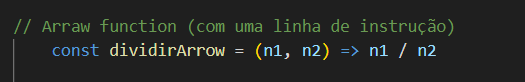 // Arraw function (com uma linha de instrução)
const dividirArrow = (n1, n2) => n1 / n2